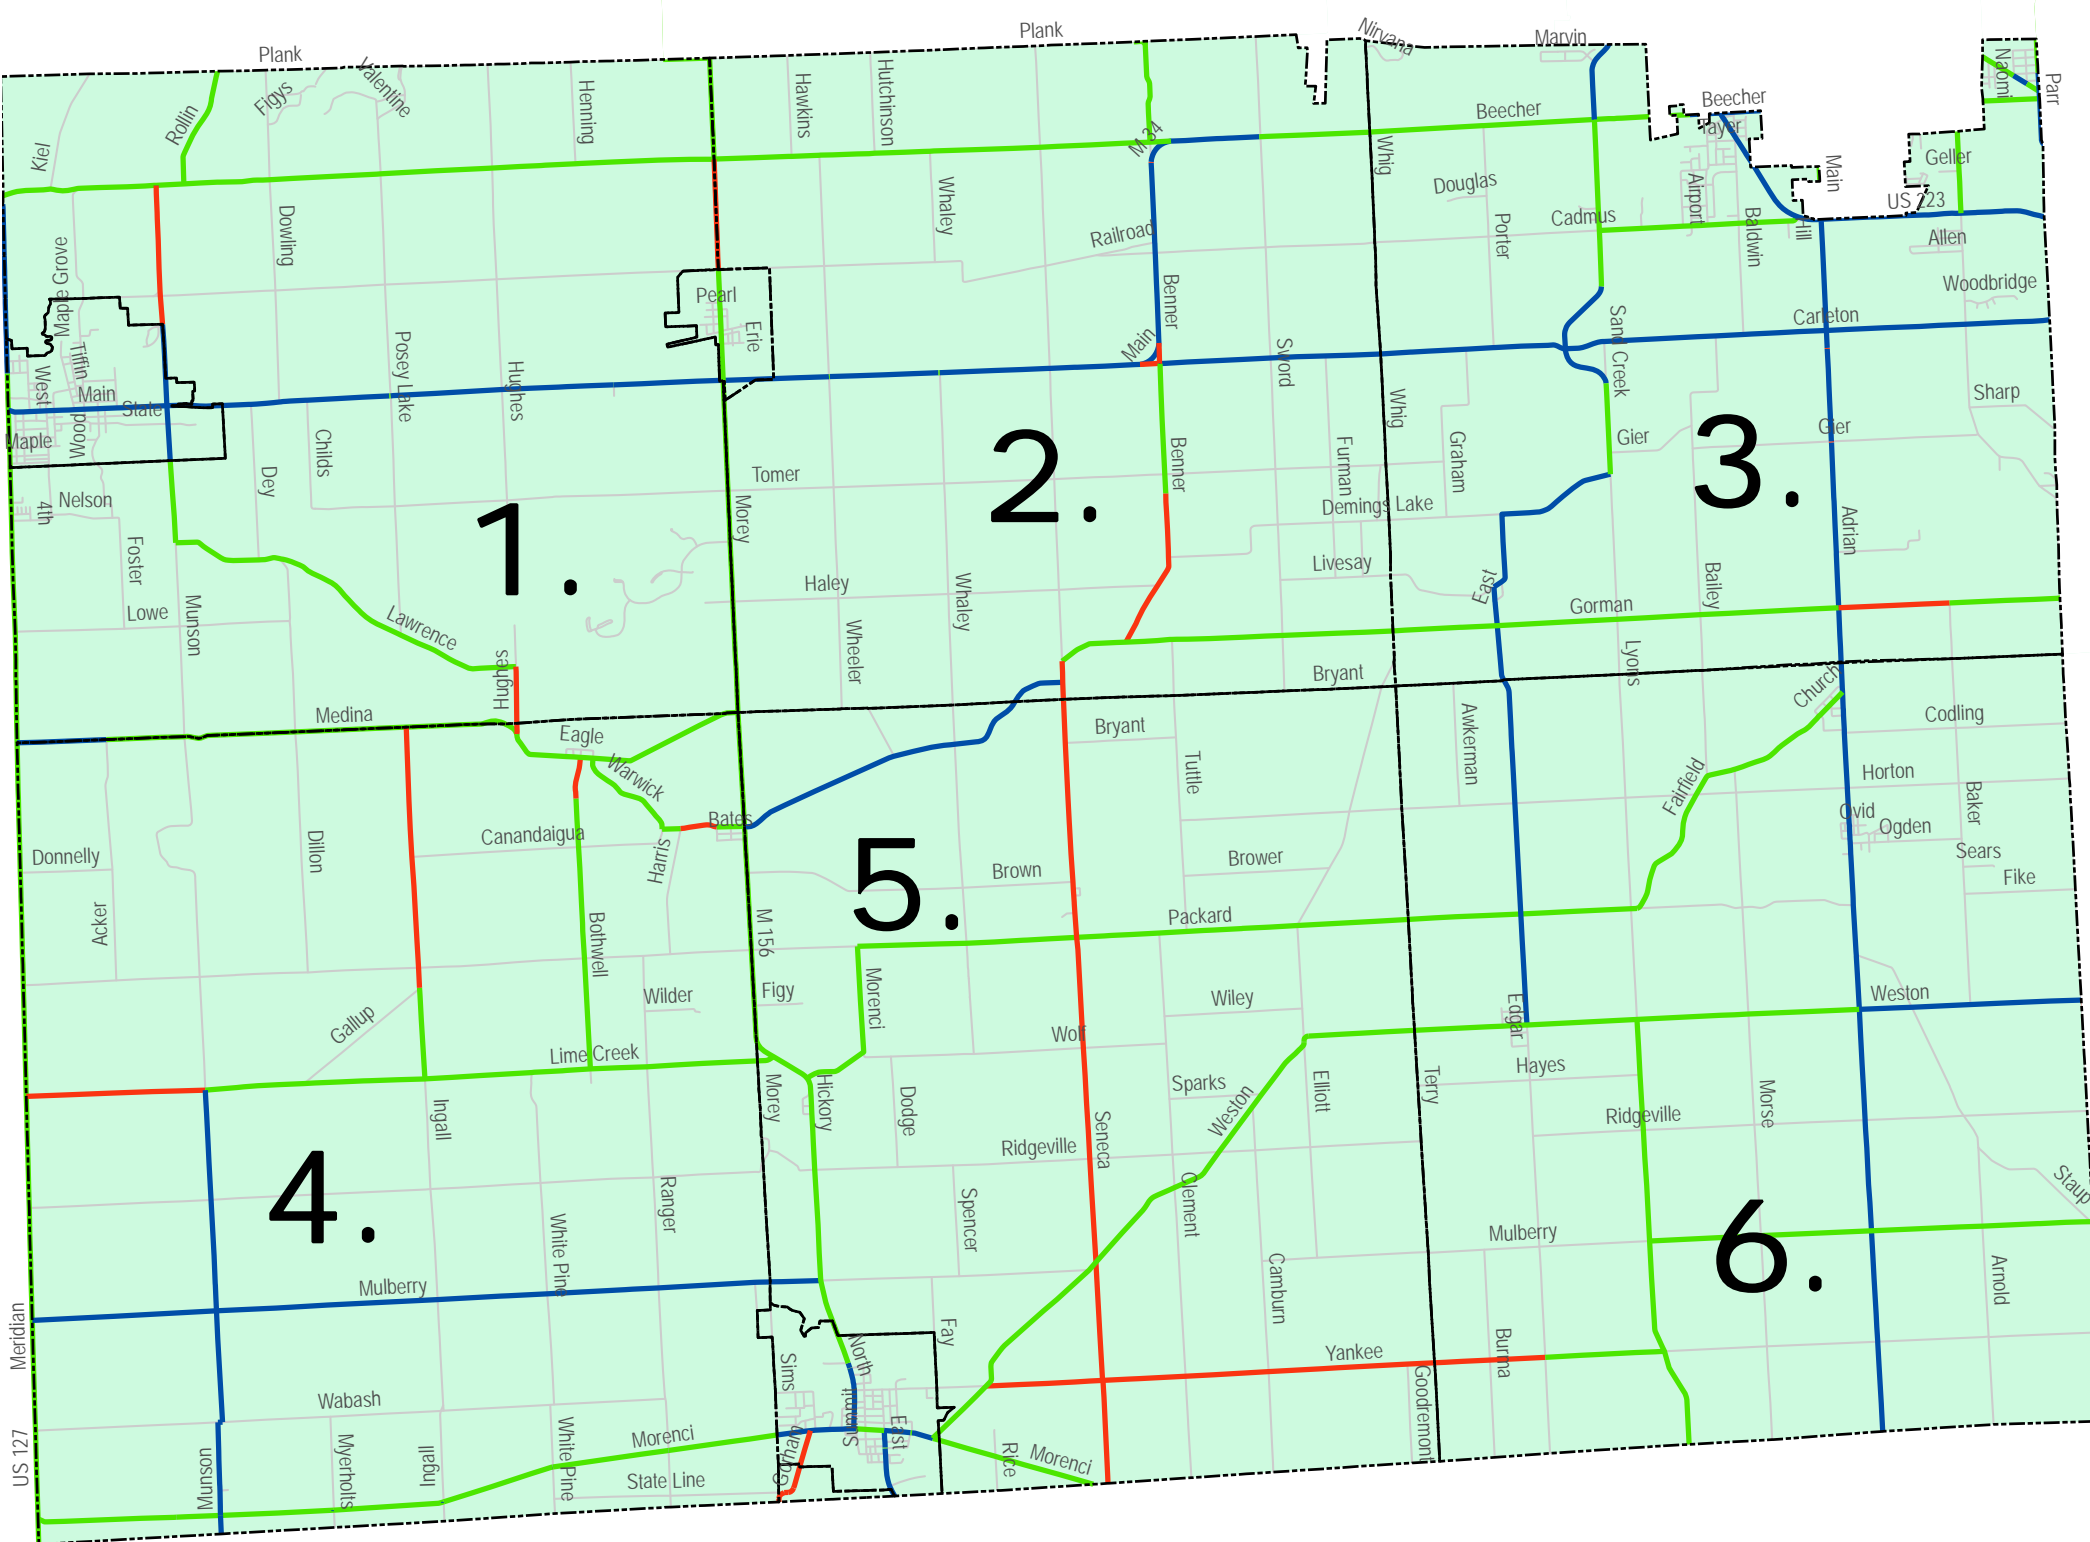 Plank
Plank
Nirvana
Marvin
Kiel
Rollin
Figys
Valentine
Henning
Hawkins
Hutchinson
M 34
Beecher
Beecher
Naomi
Parr
Whig
Tayer
Main
Geller
Maple Grove
Dowling
Whaley
Railroad
Douglas
Porter
Cadmus
Airport
Baldwin
Hill
US 223
Allen
Woodbridge
Pearl
Erie
Benner
Main
Sand Creek
Carleton
West
Tiffin
Main
State
Maple
Wood
Posey Lake
Hughes
Sword
Whig
Sharp
Childs
Dey
Tomer
Benner
Furman
Graham
Gier
Gier
4th
Nelson
Morey
Demings Lake
Adrian
1.
2.
3.
Foster
Lowe
Munson
Lawrence
Haley
Whaley
Livesay
East
Bailey
Gorman
Hughes
Wheeler
Bryant
Lyons
Church
Medina
Eagle
Warwick
Bryant
Tuttle
Awkerman
Codling
Fairfield
Horton
Baker
Ovid
Ogden
Donnelly
Dillon
Canandaigua
Harris
Bates
Sears
Fike
Brown
Brower
Acker
Bothwell
M 156
5.
Packard
Gallup
Wilder
Figy
Morenci
Wiley
Edgar
Weston
Lime Creek
Wolf
Hayes
Ingall
Morey
Hickory
Dodge
Seneca
Sparks
Weston
Elliott
Terry
Ridgeville
Morse
Ridgeville
4.
Ranger
White Pine
Spencer
Clement
Mulberry
6.
Staup
Arnold
Mulberry
Camburn
Meridian
Fay
Yankee
Burma
Goodremont
Sims
North
Summit
East
Wabash
US 127
Munson
Myerholts
Ingall
White Pine
Morenci
State Line
Gorham
Rice
Morenci